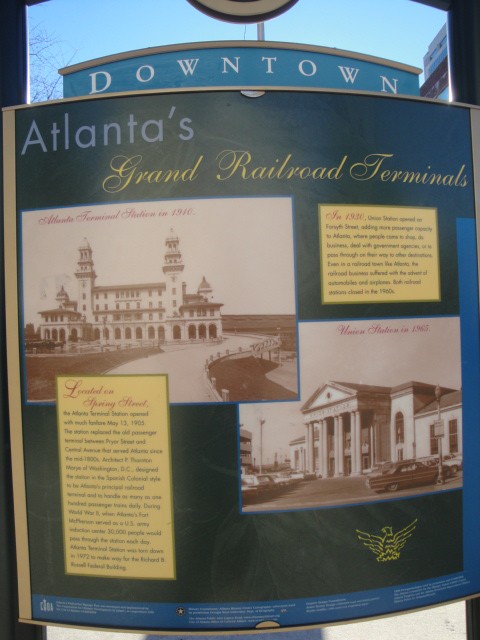 DOWNTOWN
Atlanta's
Grand Railroad Terminals
Atlanta Terminal Station in 1910.
In 1930, Union Station opened on
Forsyth Street, adding more passenger capacity
to Atlanta, where people came to shop, do
business, deal with government agencies, or to
pass through on their way to other destinations.
Even in a railroad town like Atlanta, the
railroad business suffered with the advent of
automobiles and airplanes. Both railroad
stations closed in the 1960s.
Union Station in 1965.
Located on
Spring Street,
the Atlanta Terminal Station opened
with much fanfare May 13, 1905.
The station replaced the old passenger
terminal between Pryor Street and
Central Avenue that served Atlanta since
the mid-1800s. Architect P. Thornton
Marye of Washington, D.C., designed
the station in the Spanish Colonial style
to be Atlanta's principal railroad
terminal and to handle as many as one
hundred passenger trains daily. During
World War II, when Atlanta's Fort
McPherson served as a U.S. army
induction center 50,000 people would
pass through the station each day.
Atlanta Terminal Station was torn down
in 1972 to make way for the Richard B.
Russell Federal Building.